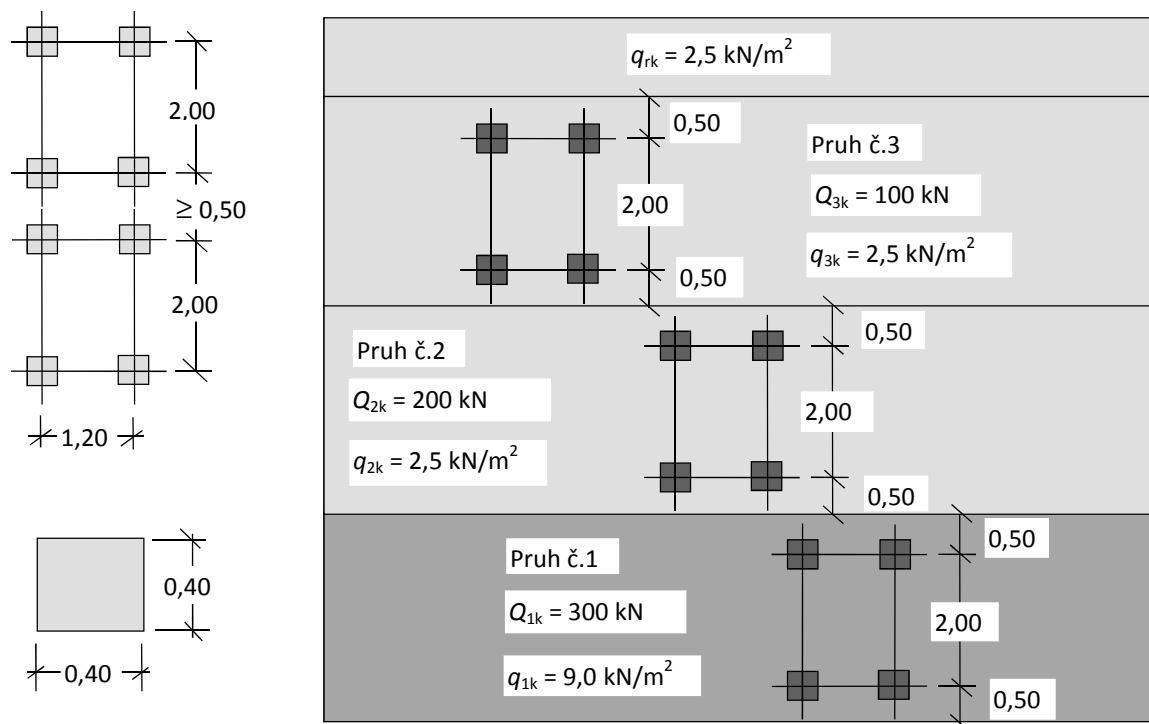 2,00
≥ 0,50
2,00
1,20
0,40
0,40
q_rk = 2,5 kN/m²
0,50
2,00
0,50
Pruh č.3
Q_3k = 100 kN
q_3k = 2,5 kN/m²
Pruh č.2
Q_2k = 200 kN
q_2k = 2,5 kN/m²
0,50
2,00
0,50
Pruh č.1
Q_1k = 300 kN
q_1k = 9,0 kN/m²
0,50
2,00
0,50